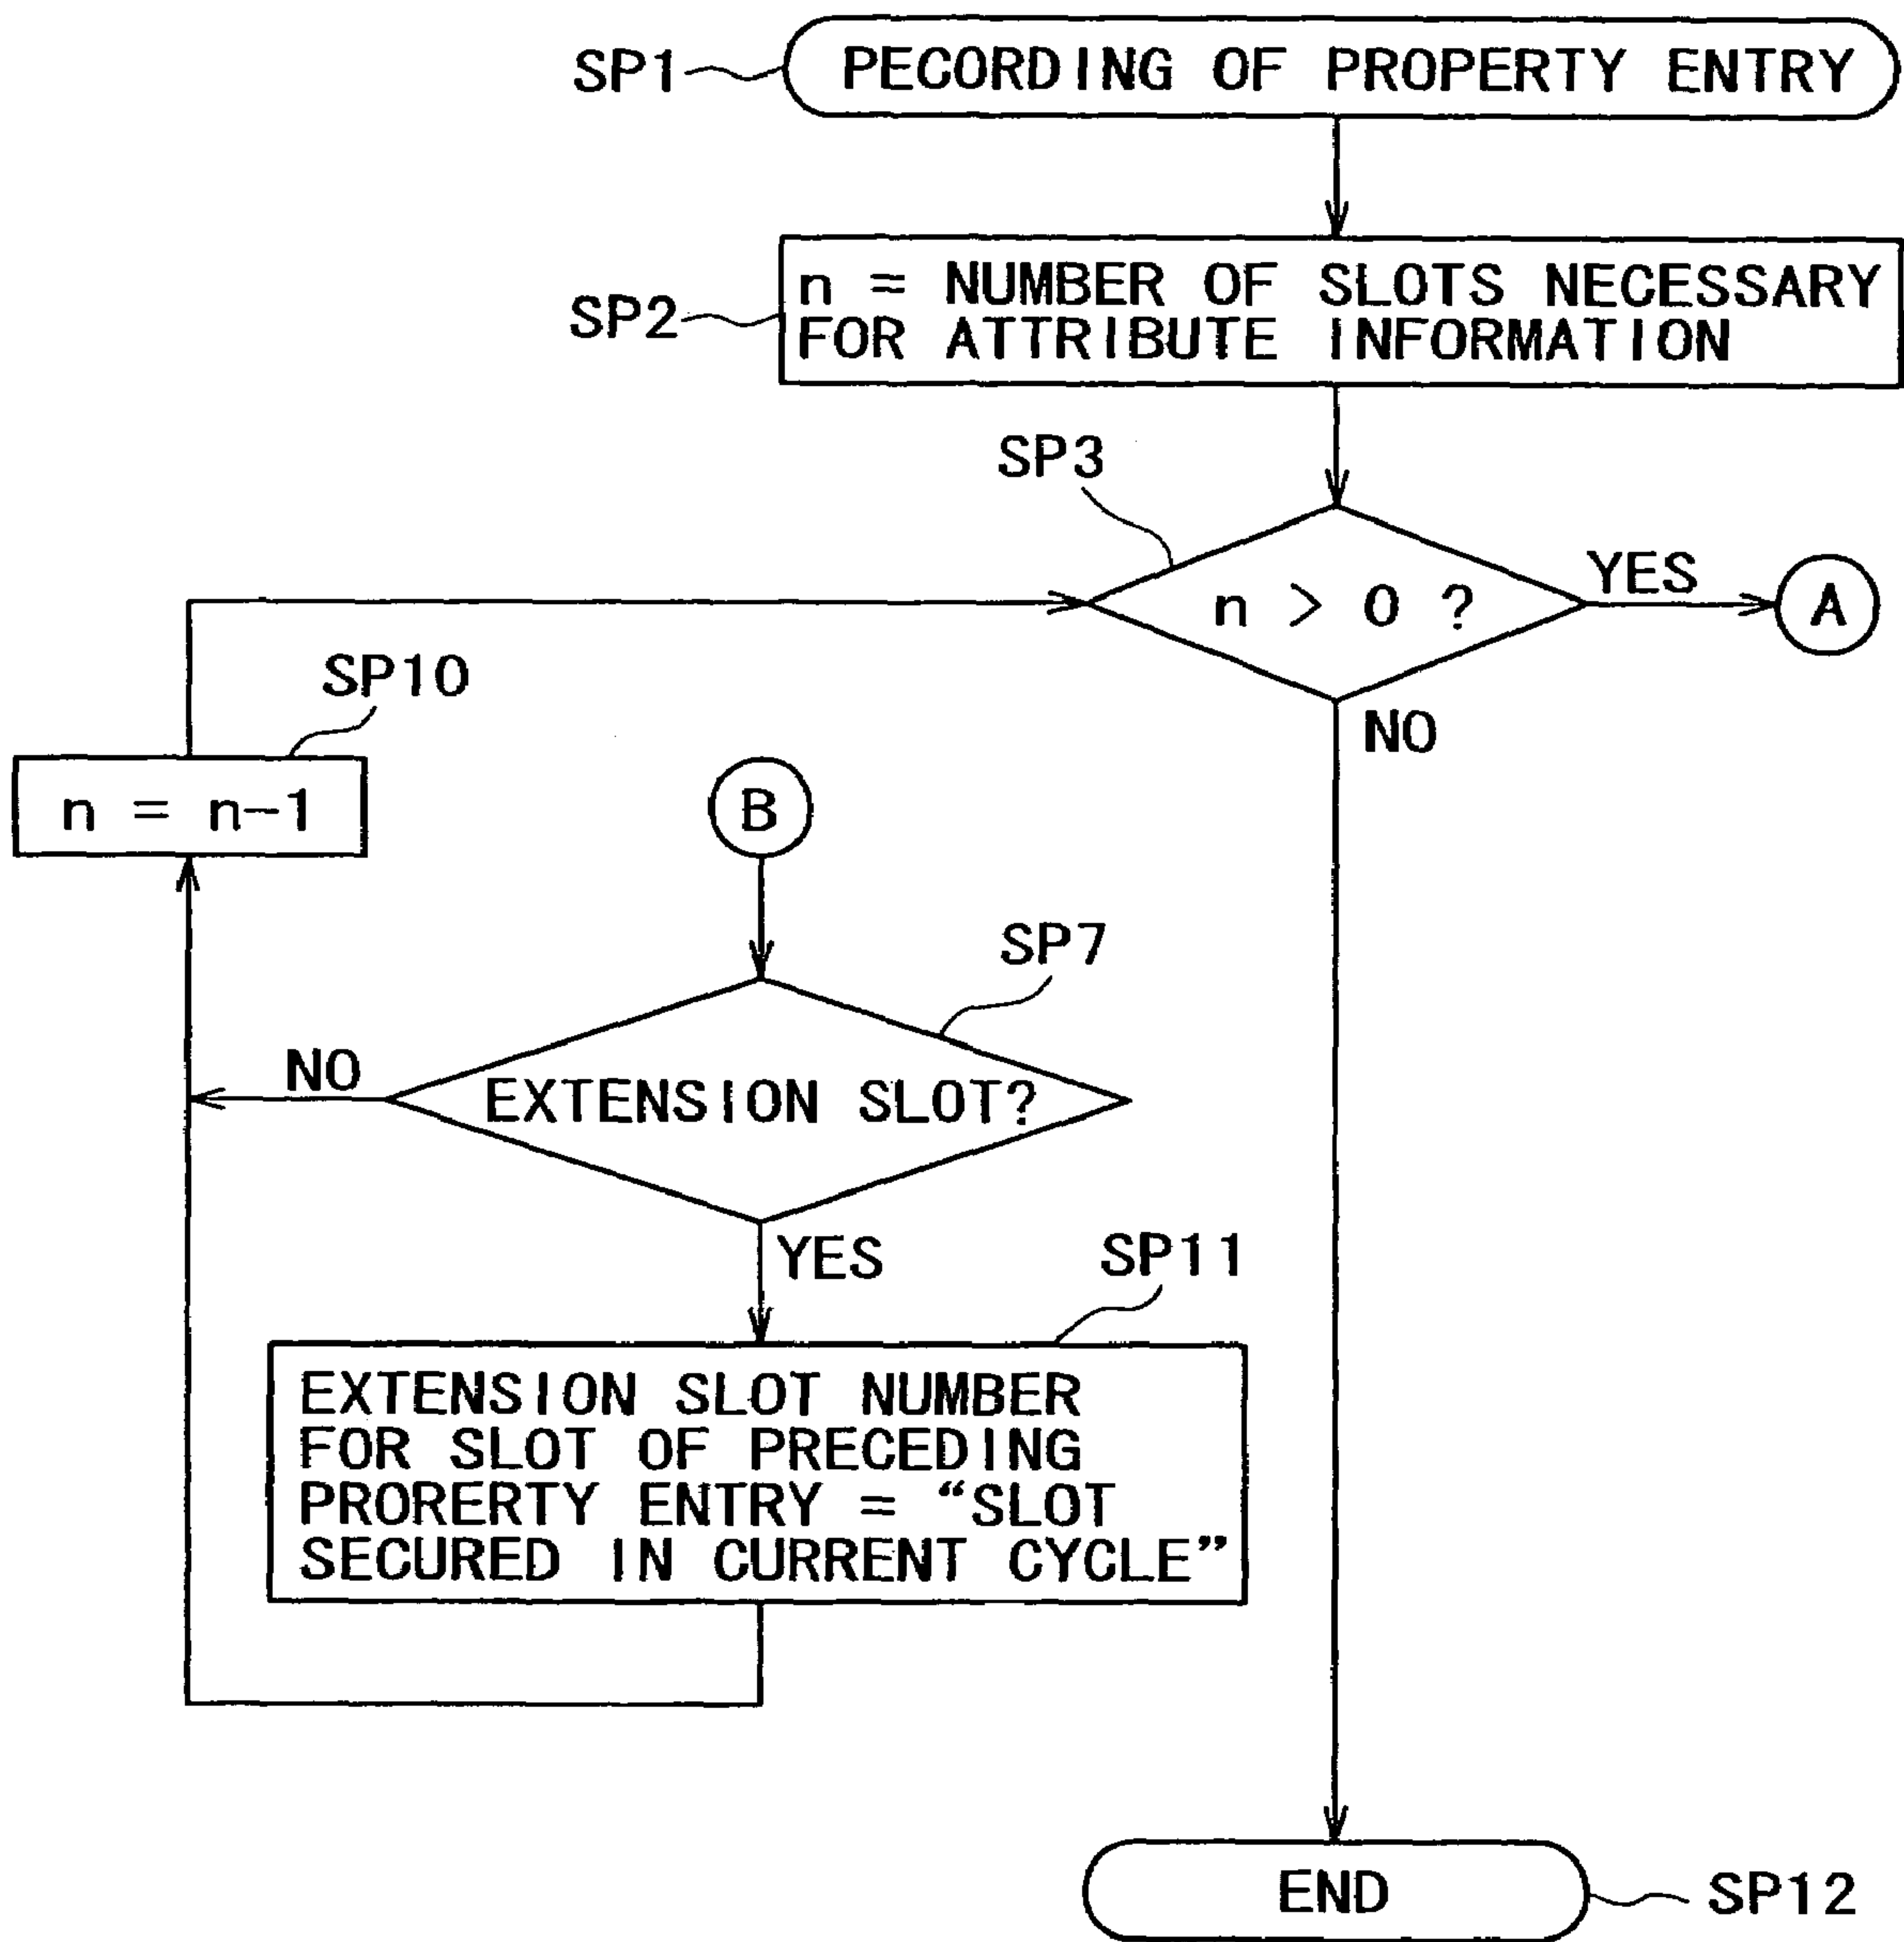 SP1
PECORDING OF PROPERTY ENTRY
SP2
n = NUMBER OF SLOTS NECESSARY
FOR ATTRIBUTE INFORMATION
SP3
n > 0 ?
YES
A
NO
SP10
n = n-1
B
SP7
EXTENSION SLOT?
NO
YES
SP11
EXTENSION SLOT NUMBER
FOR SLOT OF PRECEDING
PRORERTY ENTRY = “SLOT
SECURED IN CURRENT CYCLE”
END
SP12